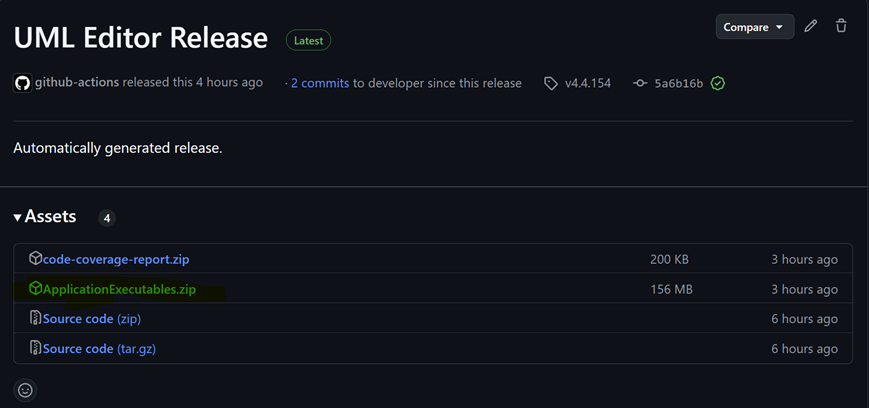 UML Editor Release Latest Compare
github-actions released this 4 hours ago · 2 commits to developer since this release v4.4.154 5a6b16b
Automatically generated release.
Assets 4
code-coverage-report.zip 200 KB 3 hours ago
ApplicationExecutables.zip 156 MB 3 hours ago
Source code (zip) 6 hours ago
Source code (tar.gz) 6 hours ago